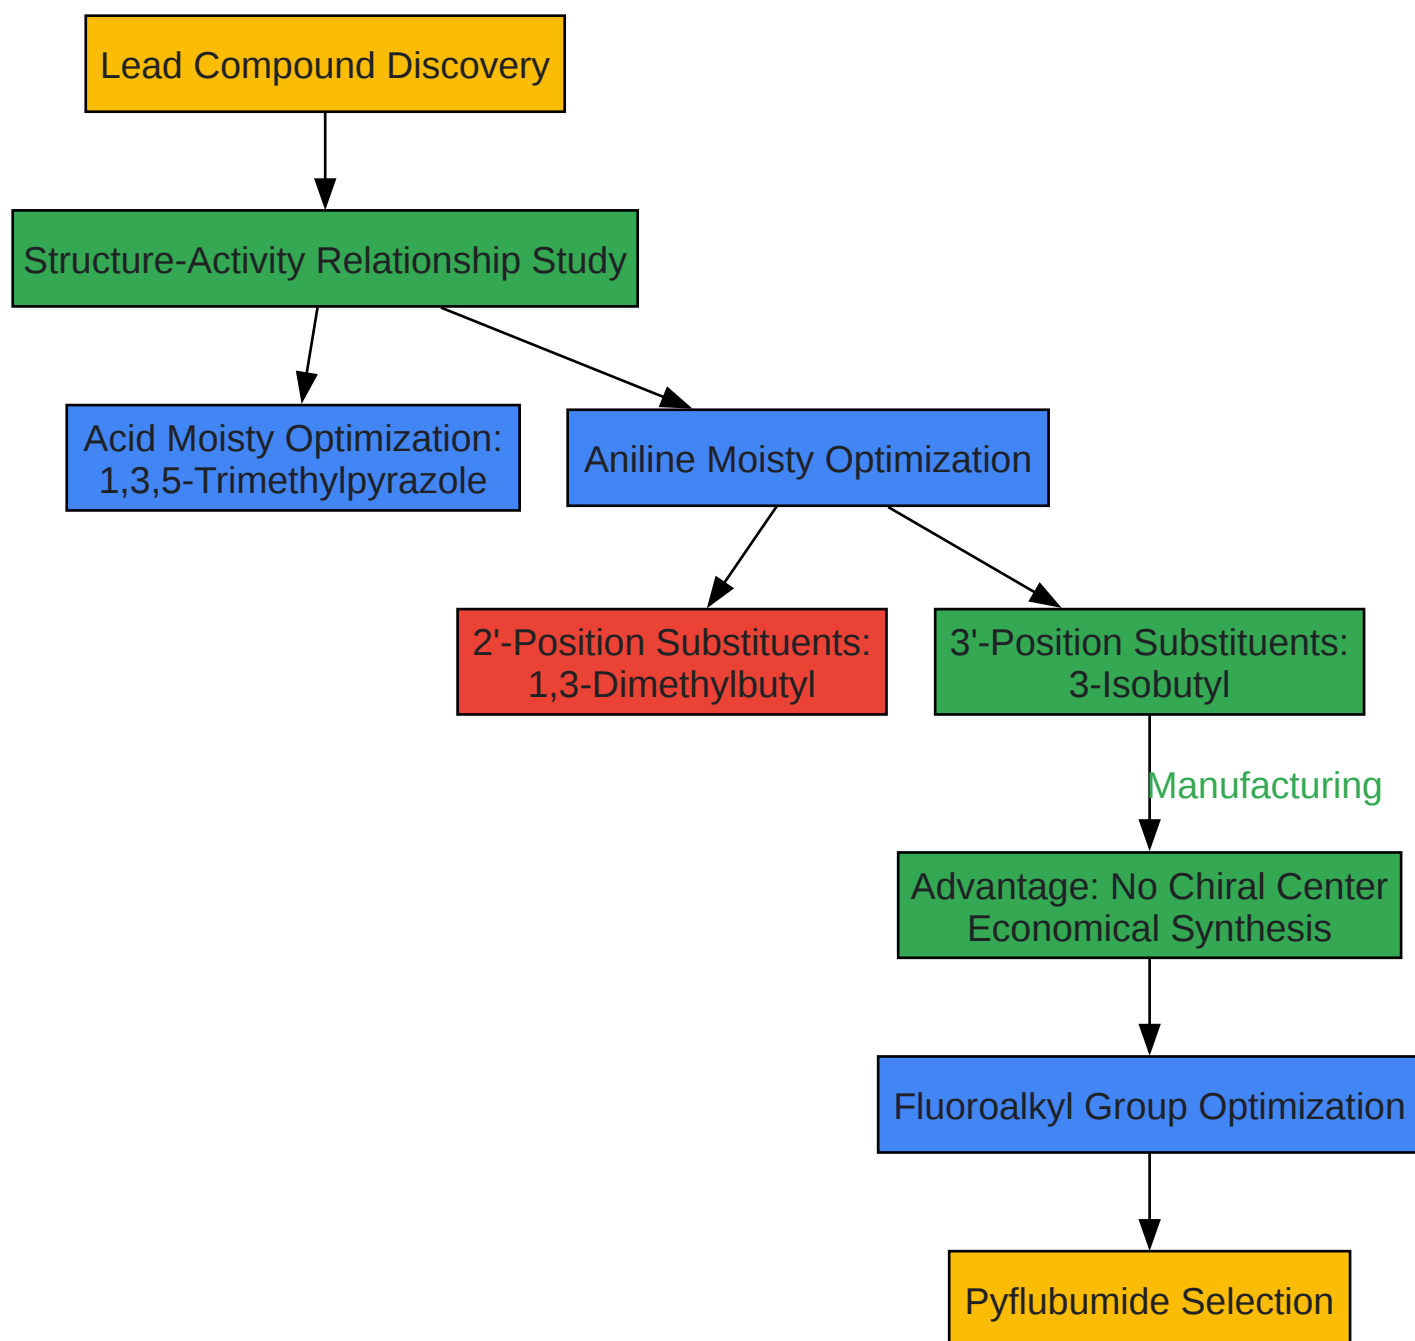 Lead Compound Discovery
Structure-Activity Relationship Study
Acid Moisty Optimization:
1,3,5-Trimethylpyrazole
Aniline Moisty Optimization
2'-Position Substituents:
1,3-Dimethylbutyl
3'-Position Substituents:
3-Isobutyl
Manufacturing
Advantage: No Chiral Center
Economical Synthesis
Fluoroalkyl Group Optimization
Pyflubumide Selection